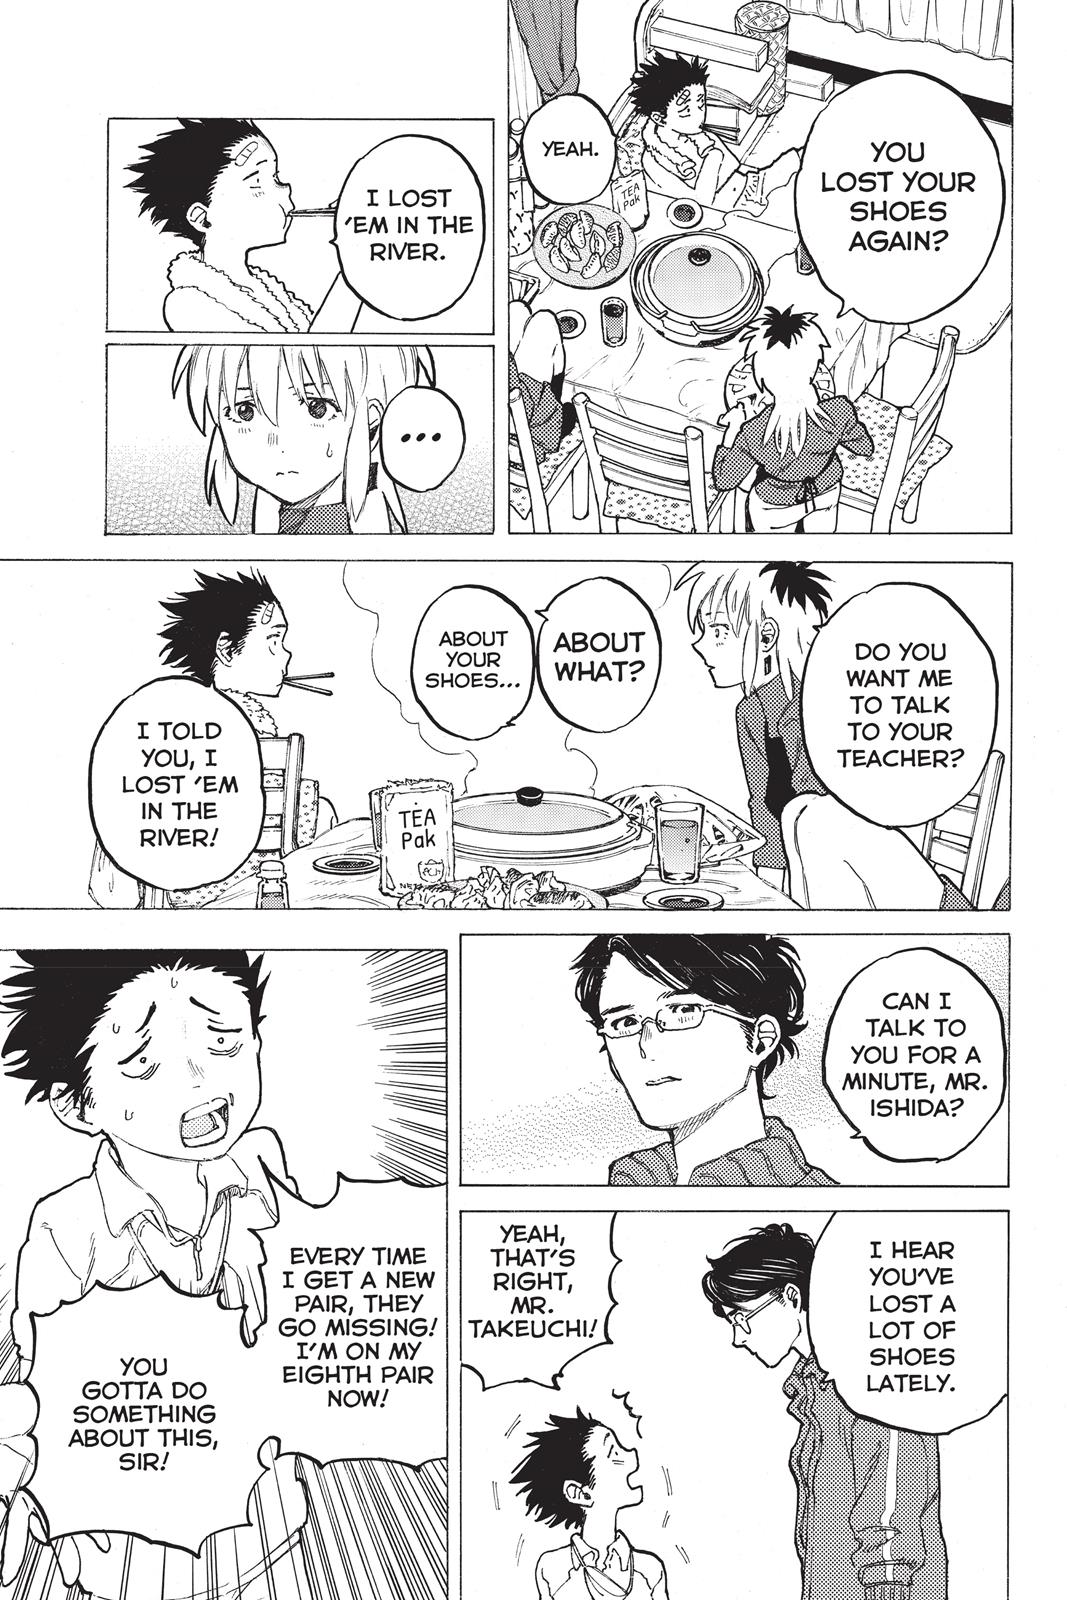 YOU
LOST YOUR
SHOES
AGAIN?
YEAH.
TEA
Pak
I LOST
'EM IN THE
RIVER.
...
DO YOU
WANT ME
TO TALK
TO YOUR
TEACHER?
ABOUT
WHAT?
ABOUT
YOUR
SHOES...
I TOLD
YOU, I
LOST 'EM
IN THE
RIVER!
TEA
Pak
CAN I
TALK TO
YOU FOR A
MINUTE, MR.
ISHIDA?
I HEAR
YOU'VE
LOST A
LOT OF
SHOES
LATELY.
YEAH,
THAT'S
RIGHT,
MR.
TAKEUCHI!
EVERY TIME
I GET A NEW
PAIR, THEY
GO MISSING!
I'M ON MY
EIGHTH PAIR
NOW!
YOU
GOTTA DO
SOMETHING
ABOUT THIS,
SIR!